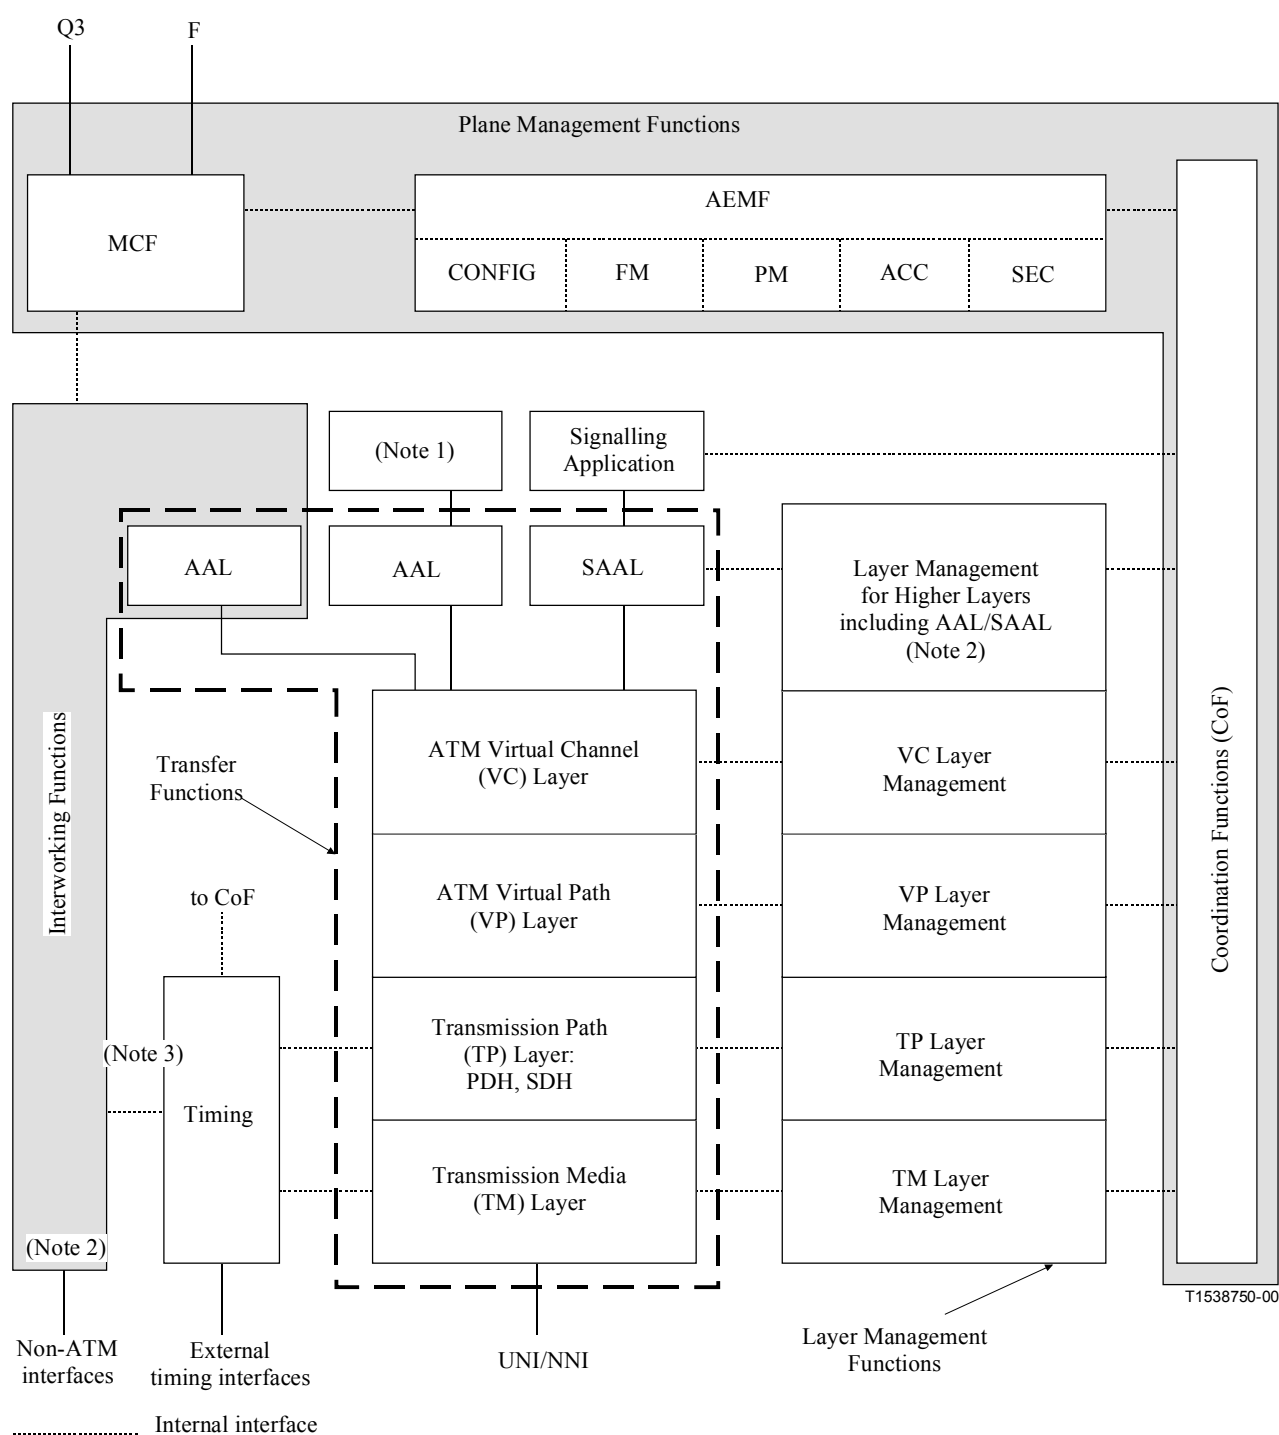 Q3
F
Plane Management Functions
MCF
AEMF
CONFIG
FM
PM
ACC
SEC
(Note 1)
Signalling
Application
AAL
AAL
SAAL
Layer Management
for Higher Layers
including AAL/SAAL
(Note 2)
Interworking Functions
Transfer
Functions
ATM Virtual Channel
(VC) Layer
VC Layer
Management
Coordination Functions (CoF)
to CoF
ATM Virtual Path
(VP) Layer
VP Layer
Management
(Note 3)
Timing
Transmission Path
(TP) Layer:
PDH, SDH
TP Layer
Management
Transmission Media
(TM) Layer
TM Layer
Management
(Note 2)
T1538750-00
Non-ATM
interfaces
External
timing interfaces
UNI/NNI
Layer Management
Functions
Internal interface